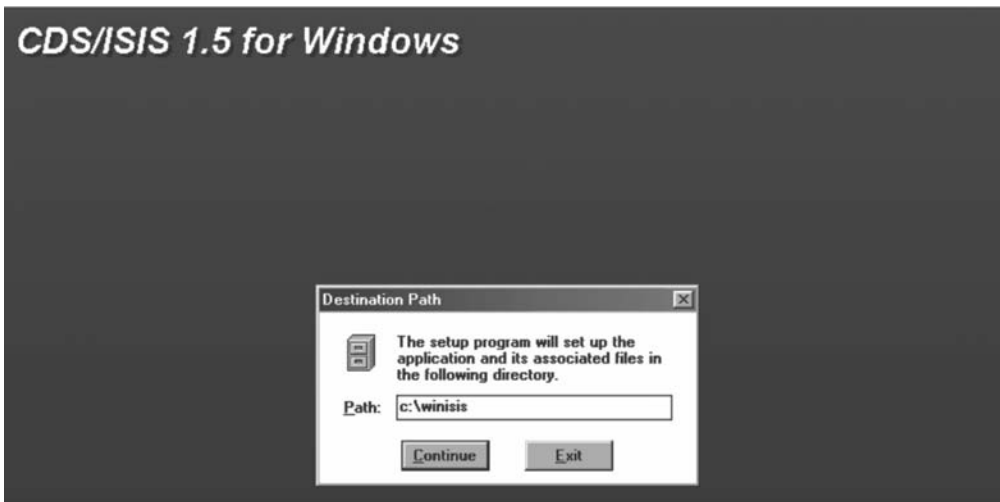 CDS/ISIS 1.5 for Windows
Destination Path
The setup program will set up the
application and its associated files in
the following directory.
Path: c:\winisis
Continue Exit